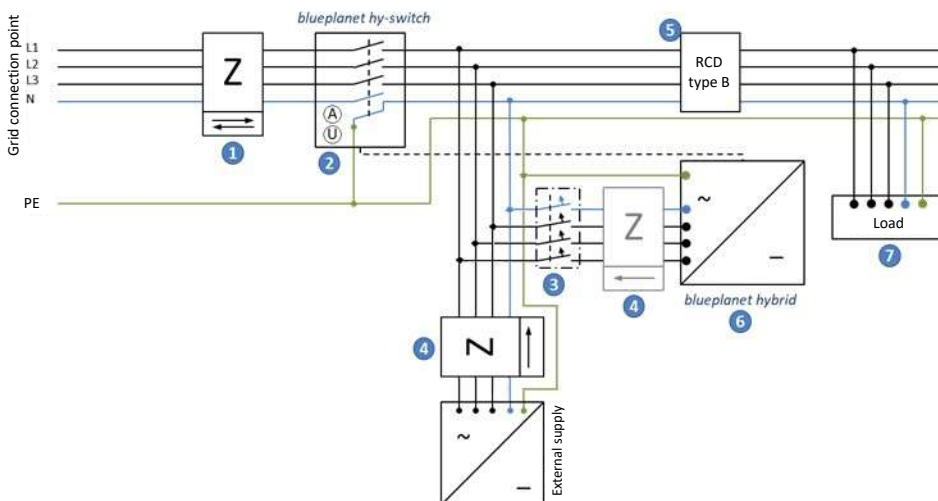 blueplanet hy-switch
Grid connection point
L1
L2
L3
N
Z
1
A
U
2
5
RCD
type B
PE
3
Z
4
~
–
blueplanet hybrid
6
Load
7
4
Z
~
–
External supply